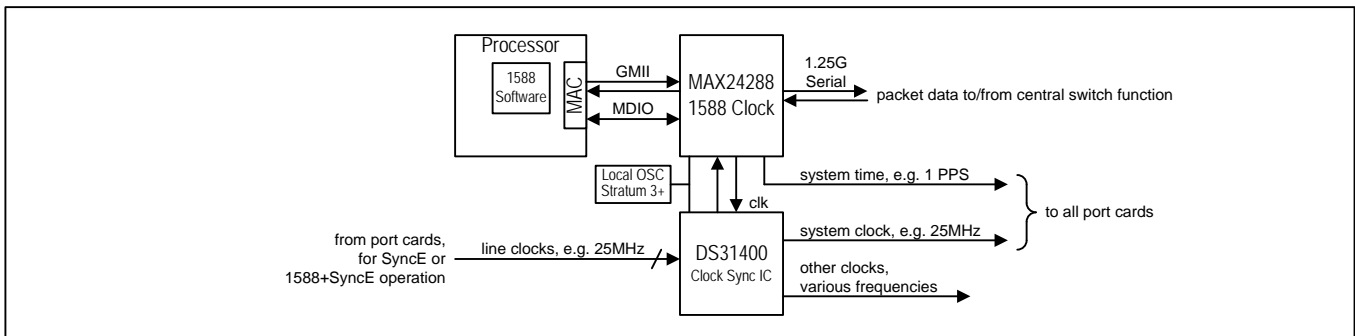 Processor
1588
Software
MAC
GMII
MDIO
MAX24288
1588 Clock
1.25G
Serial
packet data to/from central switch function
Local OSC
Stratum 3+
clk
system time, e.g. 1 PPS
to all port cards
system clock, e.g. 25MHz
from port cards,
for SyncE or
1588+SyncE operation
line clocks, e.g. 25MHz
DS31400
Clock Sync IC
other clocks,
various frequencies